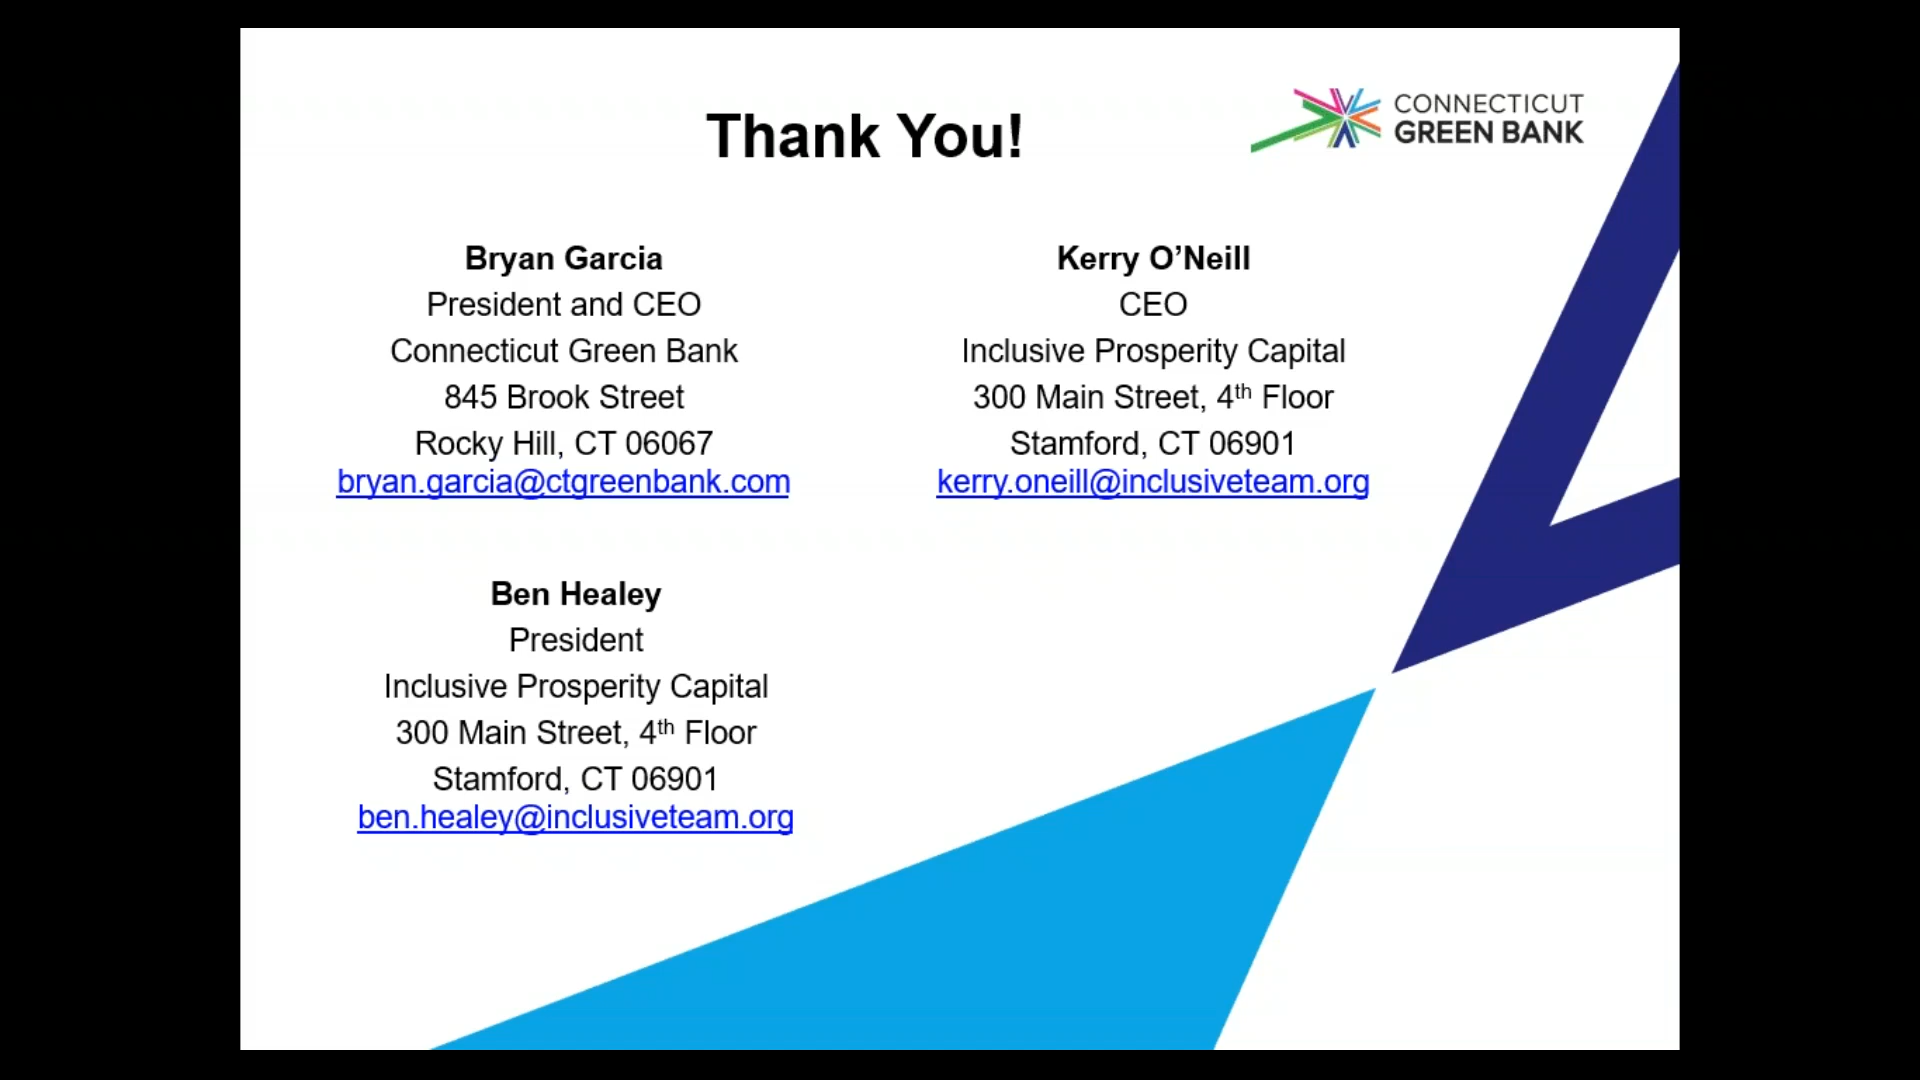 Thank You!
CONNECTICUT
GREEN BANK
Bryan Garcia
President and CEO
Connecticut Green Bank
845 Brook Street
Rocky Hill, CT 06067
bryan.garcia@ctgreenbank.com
Kerry O’Neill
CEO
Inclusive Prosperity Capital
300 Main Street, 4th Floor
Stamford, CT 06901
kerry.oneill@inclusiveteam.org
Ben Healey
President
Inclusive Prosperity Capital
300 Main Street, 4th Floor
Stamford, CT 06901
ben.healey@inclusiveteam.org